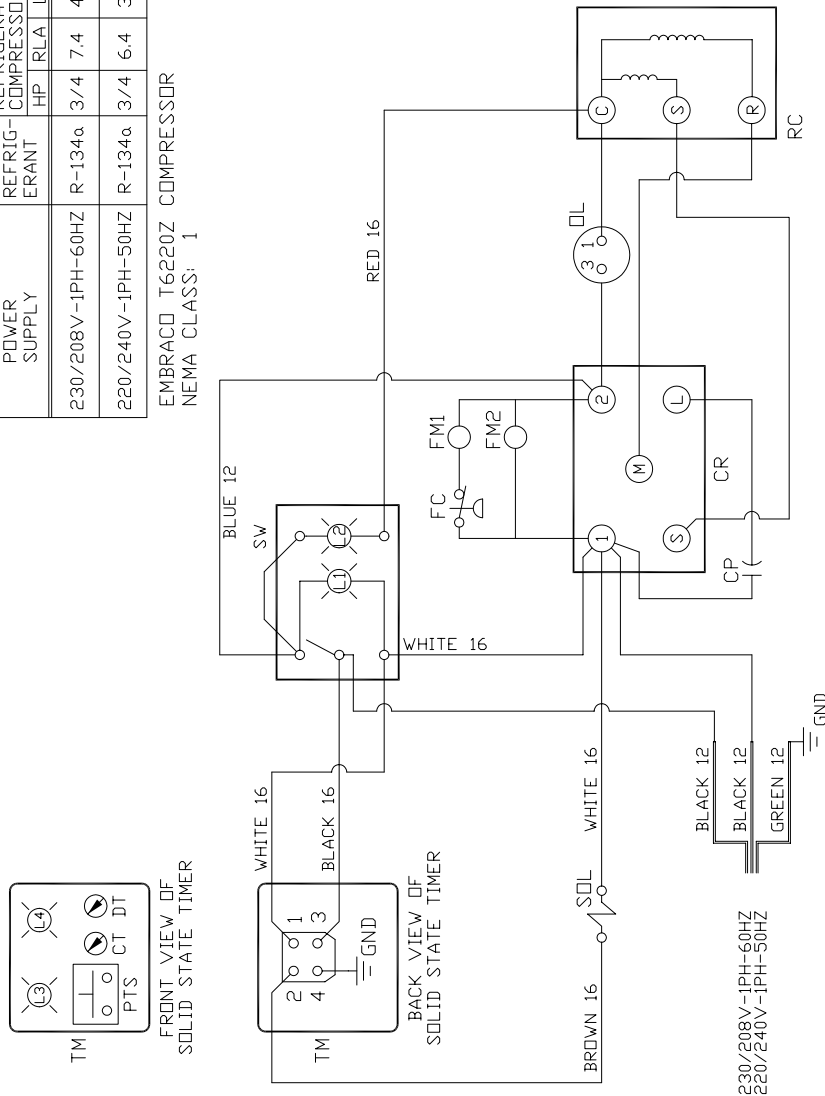 POWER SUPPLY
REFRIG-
ERANT
COMPRESSO
HP RLA
230/208V-1PH-60HZ R-134a 3/4 7.4
220/240V-1PH-50HZ R-134a 3/4 6.4
EMBRACO T6220Z COMPRESSOR
NEMA CLASS: 1
L3
L4
PTS
CT
DT
TM
FRONT VIEW OF
SOLID STATE TIMER
WHITE 16
BLACK 16
2
1
4
3
GND
TM
BACK VIEW OF
SOLID STATE TIMER
BROWN 16
SOL
WHITE 16
BLUE 12
SW
L1
L2
WHITE 16
RED 16
FC
FM1
FM2
1
2
M
S
L
CR
CP
OL
3 1
C
S
R
RC
BLACK 12
BLACK 12
GREEN 12
GND
230/208V-1PH-60HZ
220/240V-1PH-50HZ